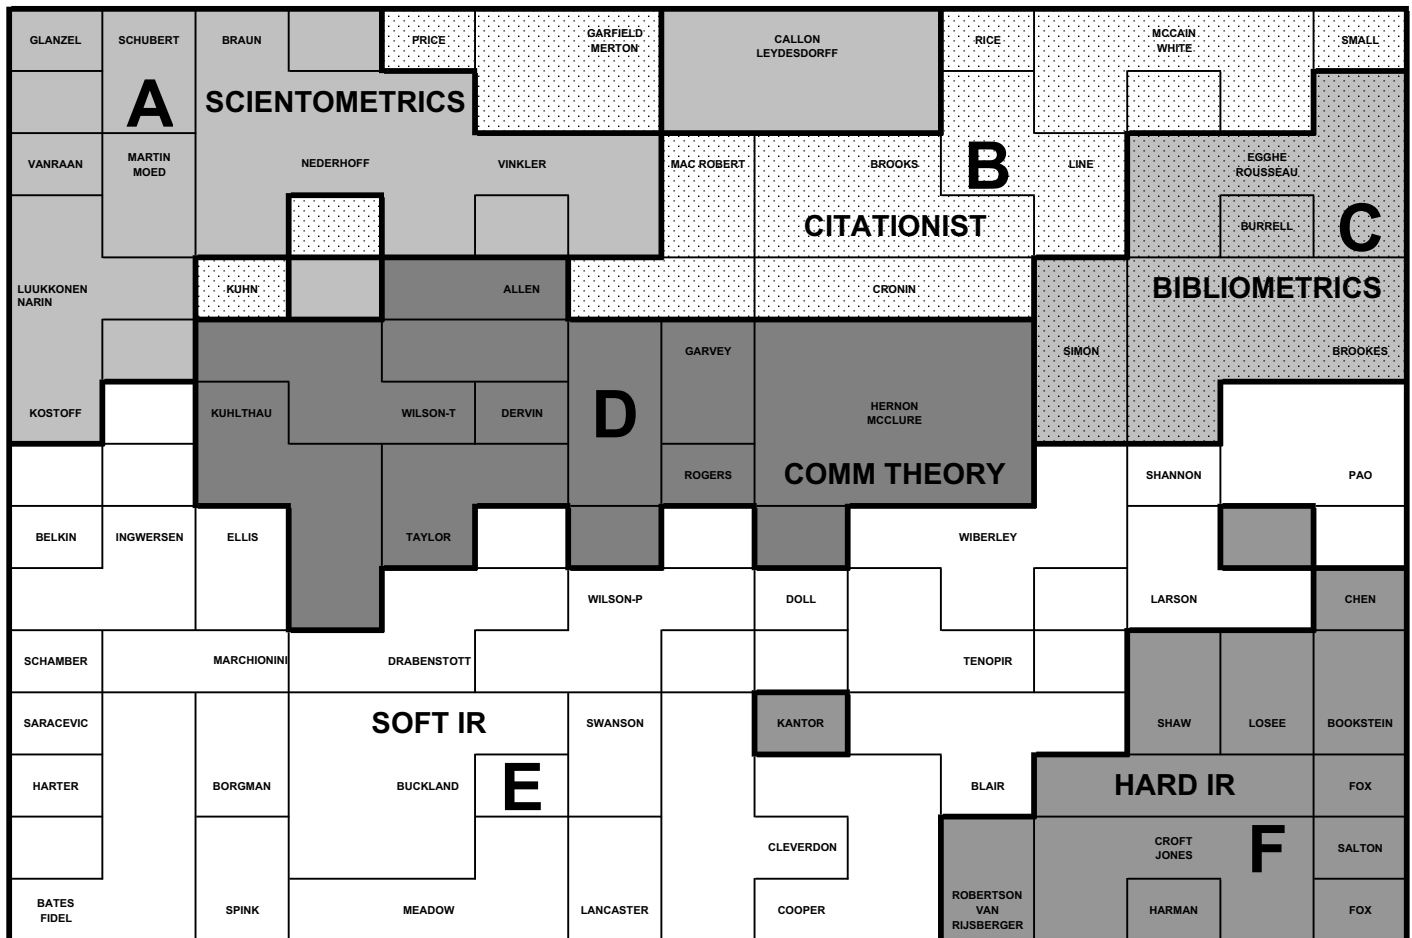 GARFIELD
GLANZEL SCHUBERT BRAUN PRICE MERTON
CALLON
LEYDESDORFF
RICE
MCCAIN
WHITE
SMALL
A SCIENTOMETRICS
VANRAAN
MARTIN
MOED
NEDERHOFF VINKLER MAC ROBERT BROOKS B LINE
EGGHE
ROUSSEAU
CITATIONIST
BURRELL C
LUUKKONEN
NARIN
KUHN ALLEN CRONIN BIBLIOMETRICS
GARVEY SIMON BROOKES
KOSTOFF KUHLTHAU WILSON-T DERVIN D
HERNON
MCCLURE
ROGERS COMM THEORY SHANNON PAO
BELKIN INGWERSEN ELLIS TAYLOR WIBERLEY
WILSON-P DOLL LARSON CHEN
SCHAMBER MARCHIONINI DRABENSTOTT TENOPIR
SARACEVIC SOFT IR SWANSON KANTOR SHAW LOSEE BOOKSTEIN
HARTER BORGMAN BUCKLAND E BLAIR HARD IR FOX
CLEVERDON
CROFT
JONES
F SALTON
BATES
FIDEL
SPINK MEADOW LANCASTER COOPER
ROBERTSON
VAN
RIJSBERGER
HARMAN FOX